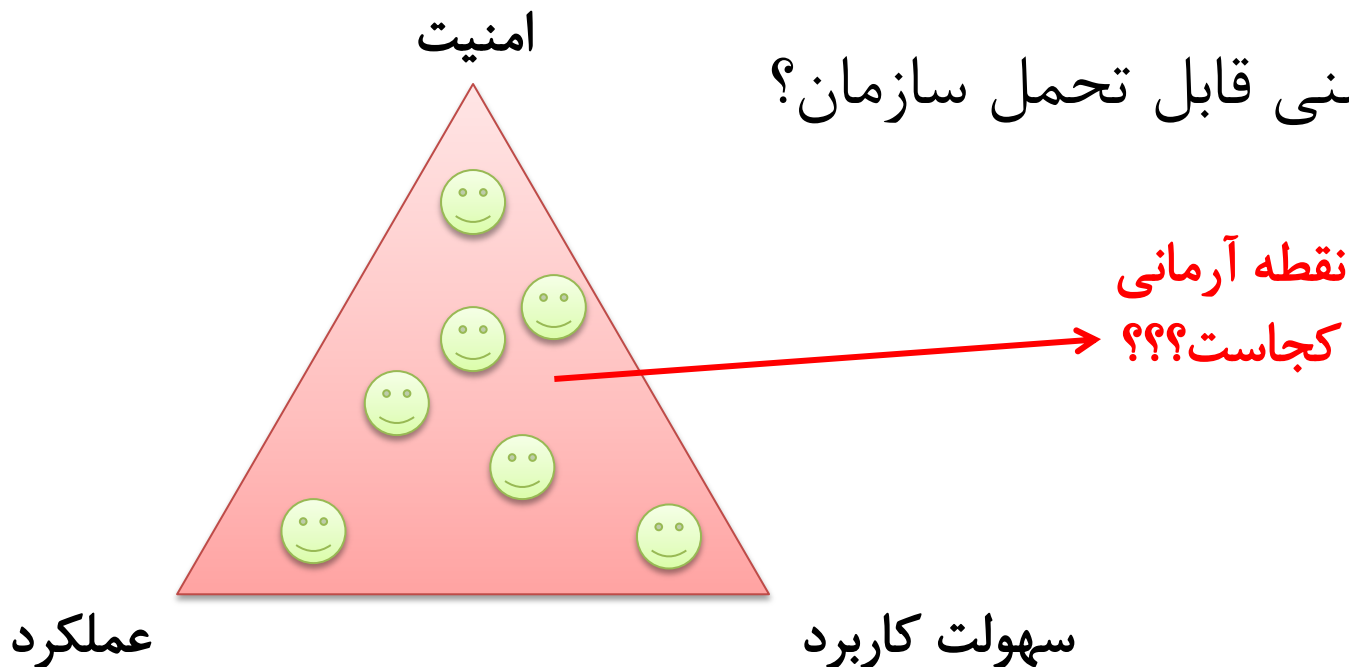 امنیت
قابل تحمل سازمان؟
نقطه آرمانی
کجاست؟؟؟
عملکرد
سهولت کاربرد